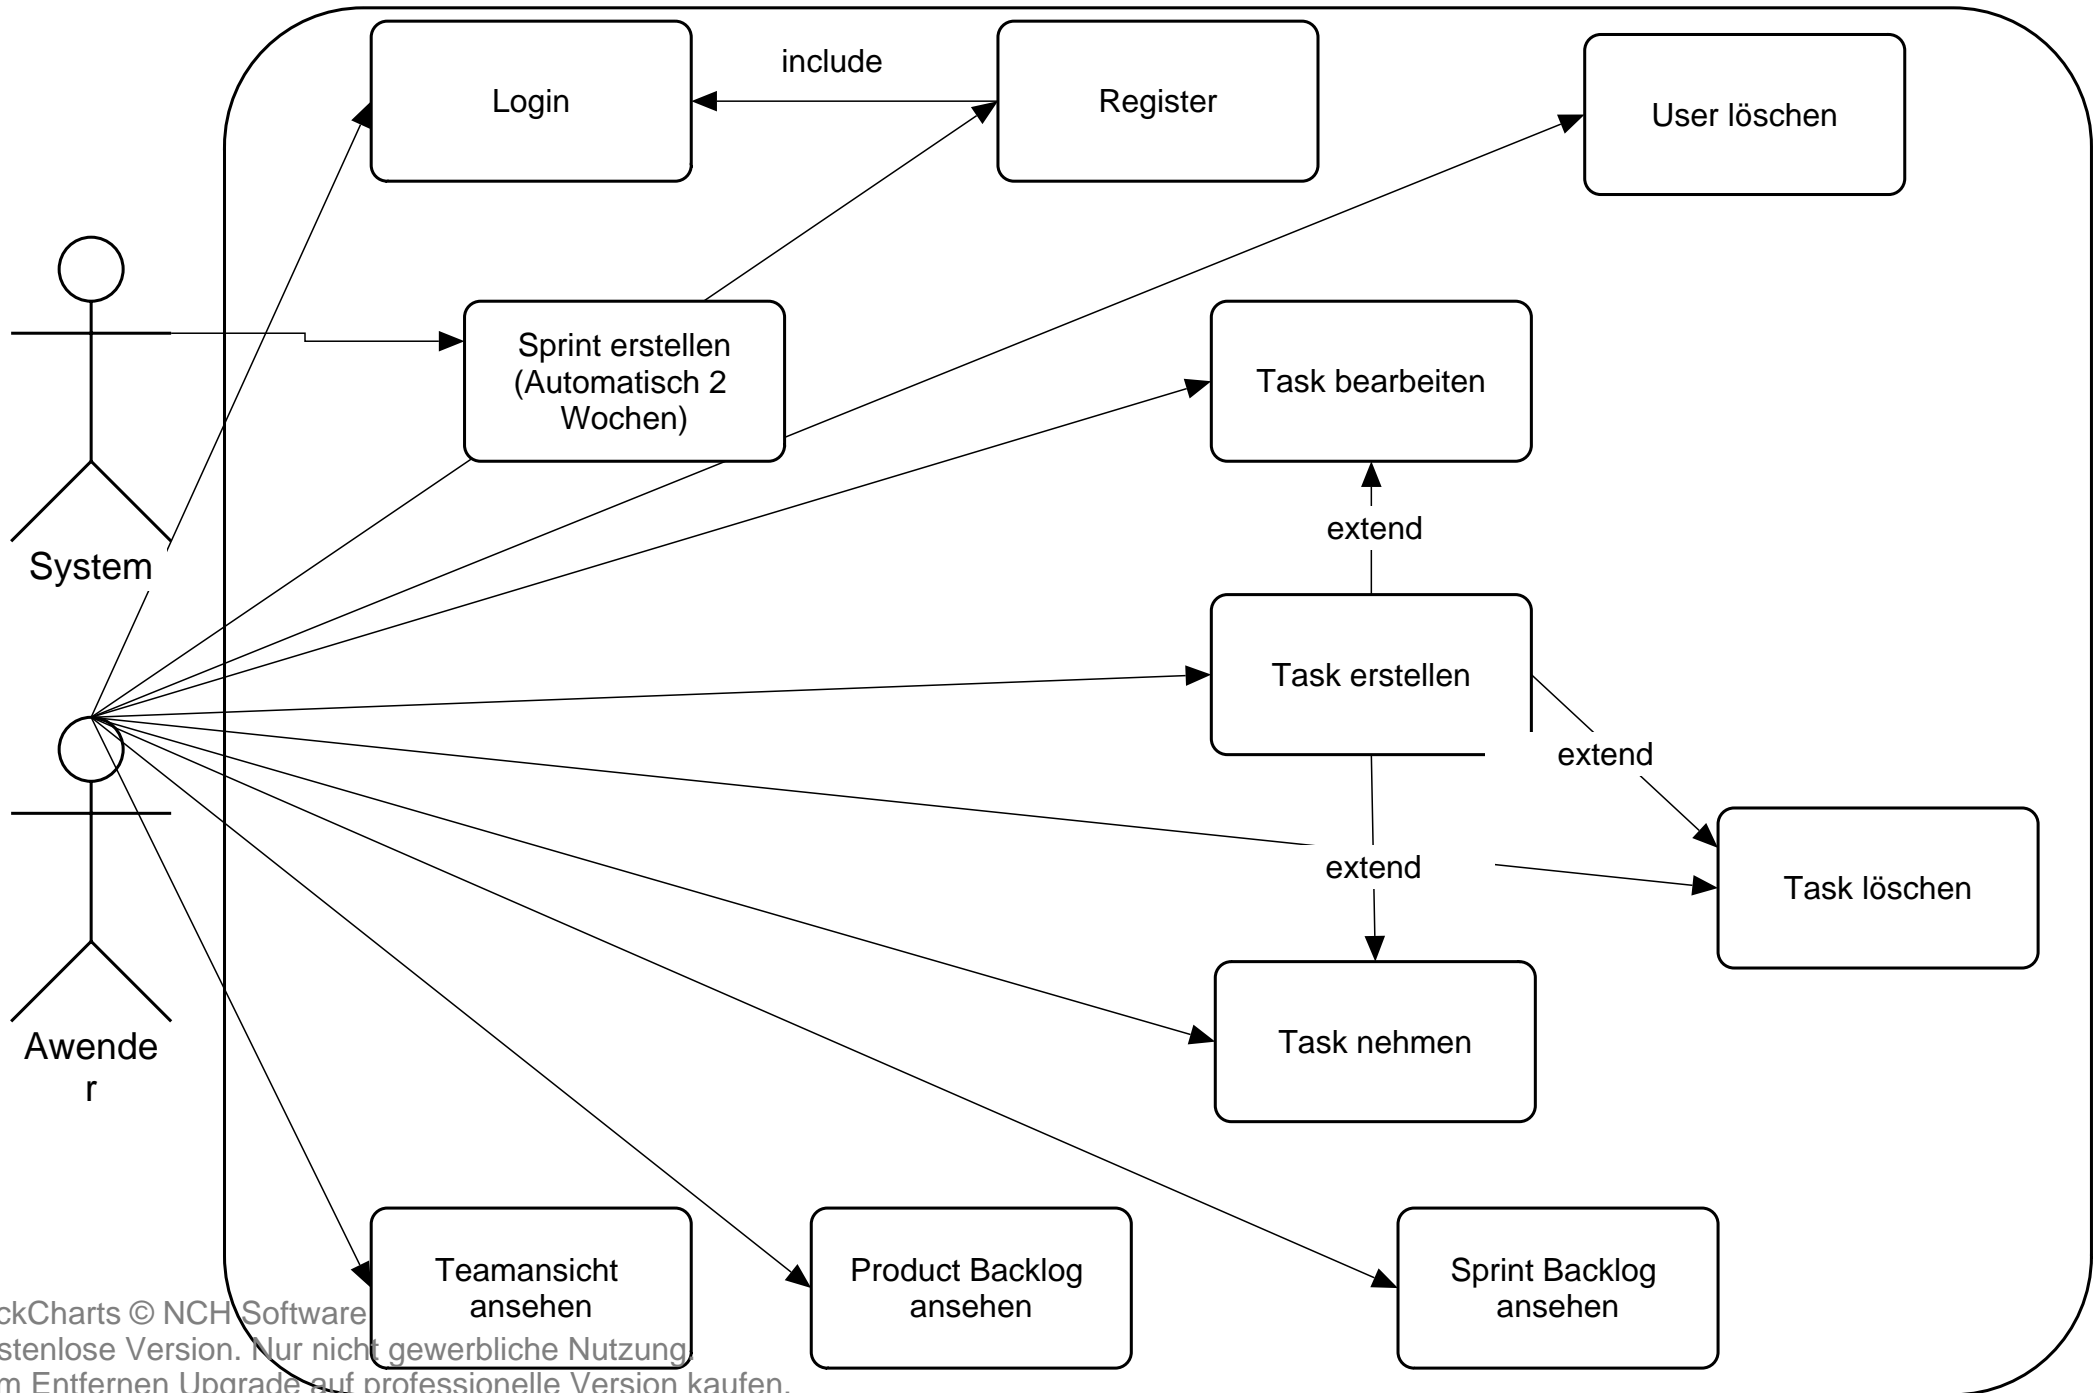 include
Login
Register
User löschen
Sprint erstellen
(Automatisch 2
Wochen)
Task bearbeiten
extend
System
Task erstellen
extend
extend
Task löschen
Awende
r
Task nehmen
Teamansicht
ansehen
Product Backlog
ansehen
Sprint Backlog
ansehen
ckCharts © NCH Software
stenlose Version. Nur nicht gewerbliche Nutzung.
m Entfernen Upgrade auf professionelle Version kaufen.